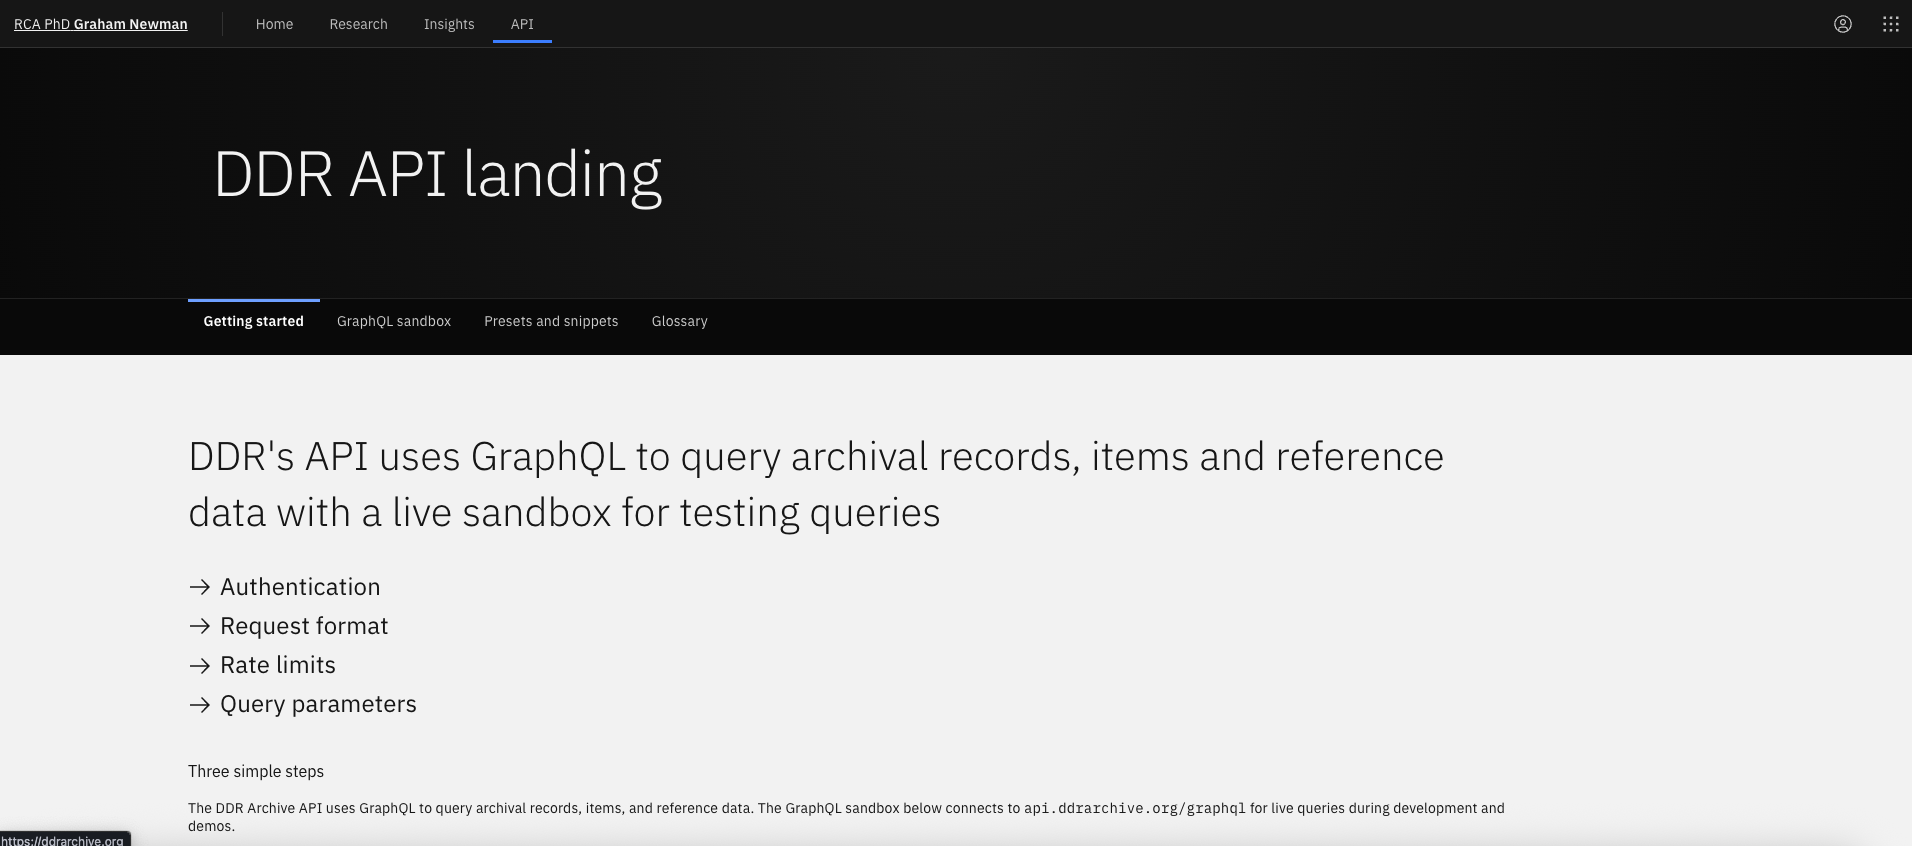 RCA PhD Graham Newman
Home
Research
Insights
API
DDR API landing
Getting started
GraphQL sandbox
Presets and snippets
Glossary
DDR's API uses GraphQL to query archival records, items and reference
data with a live sandbox for testing queries
→ Authentication
→ Request format
→ Rate limits
→ Query parameters
Three simple steps
The DDR Archive API uses GraphQL to query archival records, items, and reference data. The GraphQL sandbox below connects to api.ddrarchive.org/graphql for live queries during development and
demos.
https://ddrarchive.org